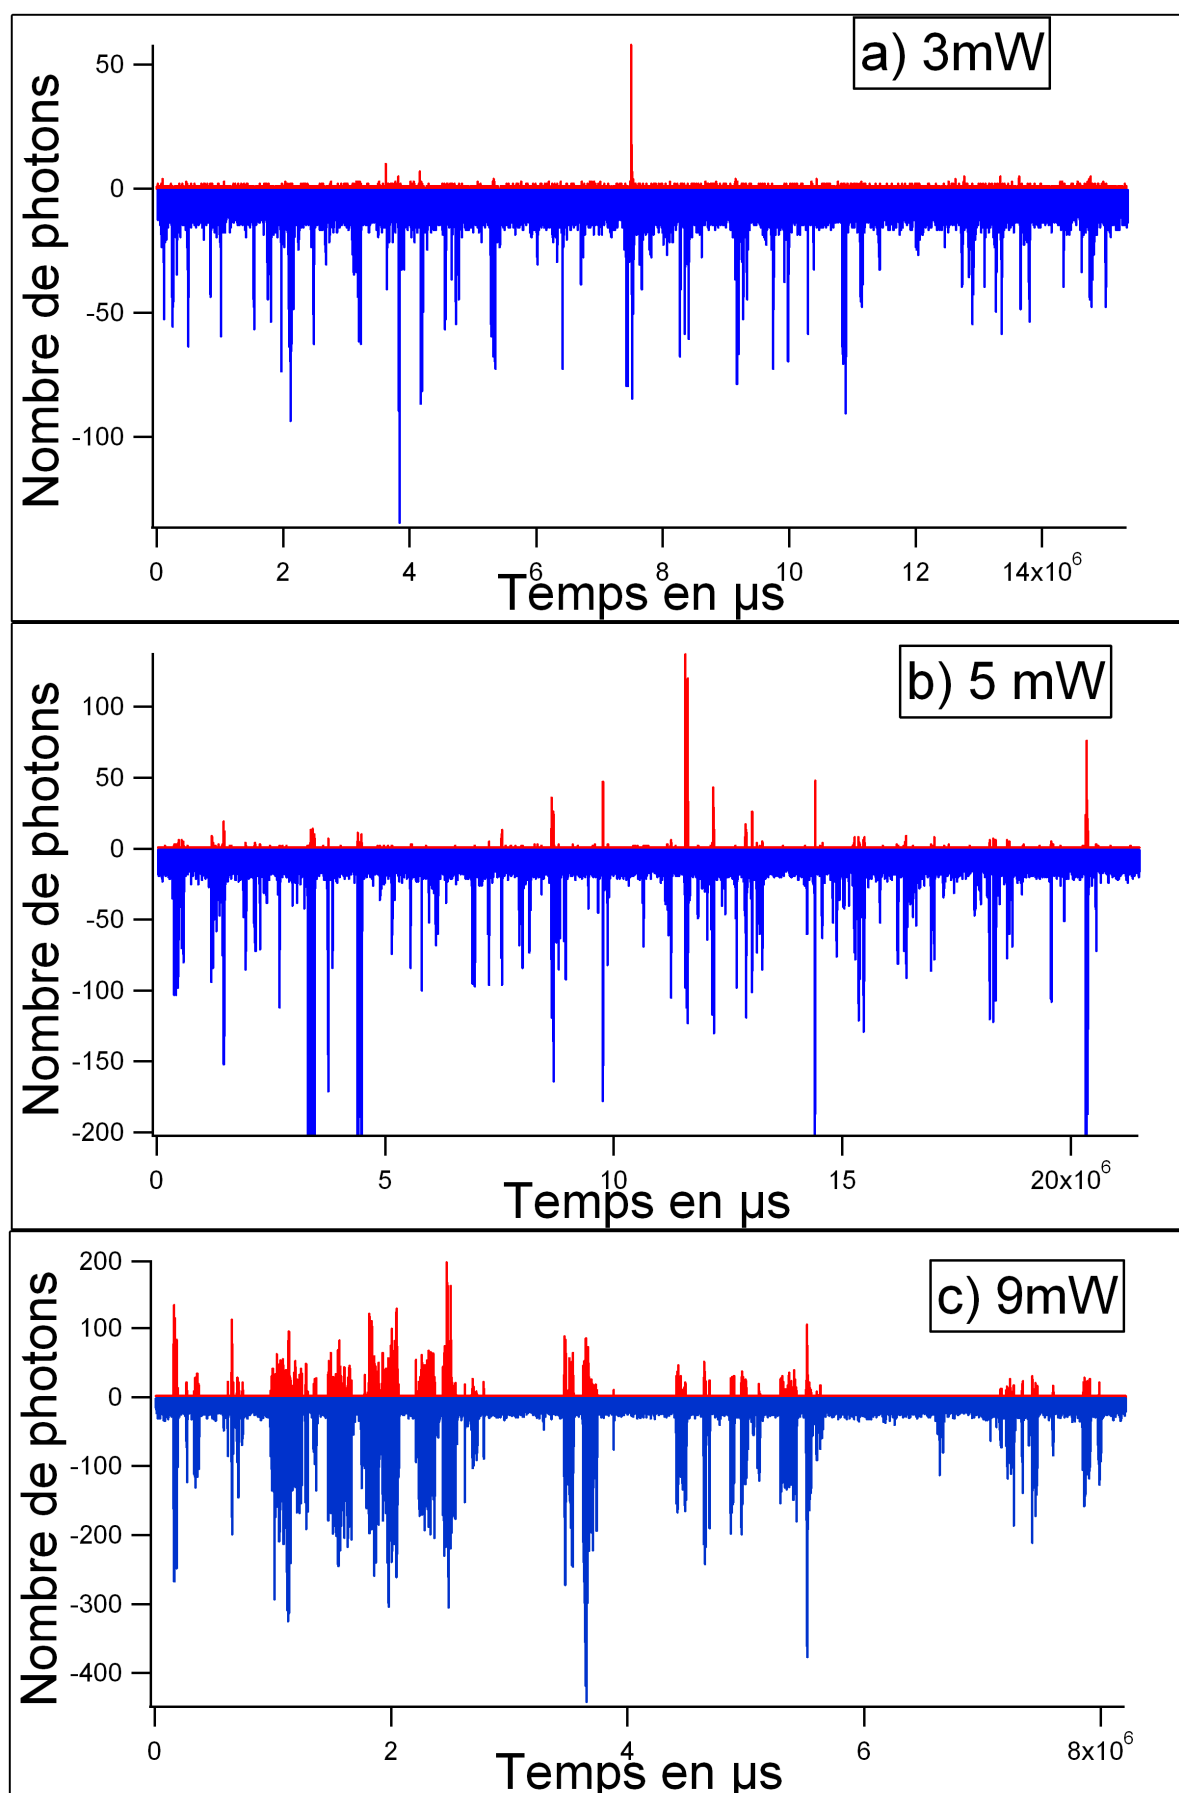 a) 3mW
Nombre de photons
50
0
-50
-100
0 2 4 6 8 10 12 14x10⁶
Temps en µs
b) 5 mW
Nombre de photons
100
50
0
-50
-100
-150
-200
0 5 10 15 20x10⁶
Temps en µs
c) 9mW
Nombre de photons
200
100
0
-100
-200
-300
-400
0 2 4 6 8x10⁶
Temps en µs